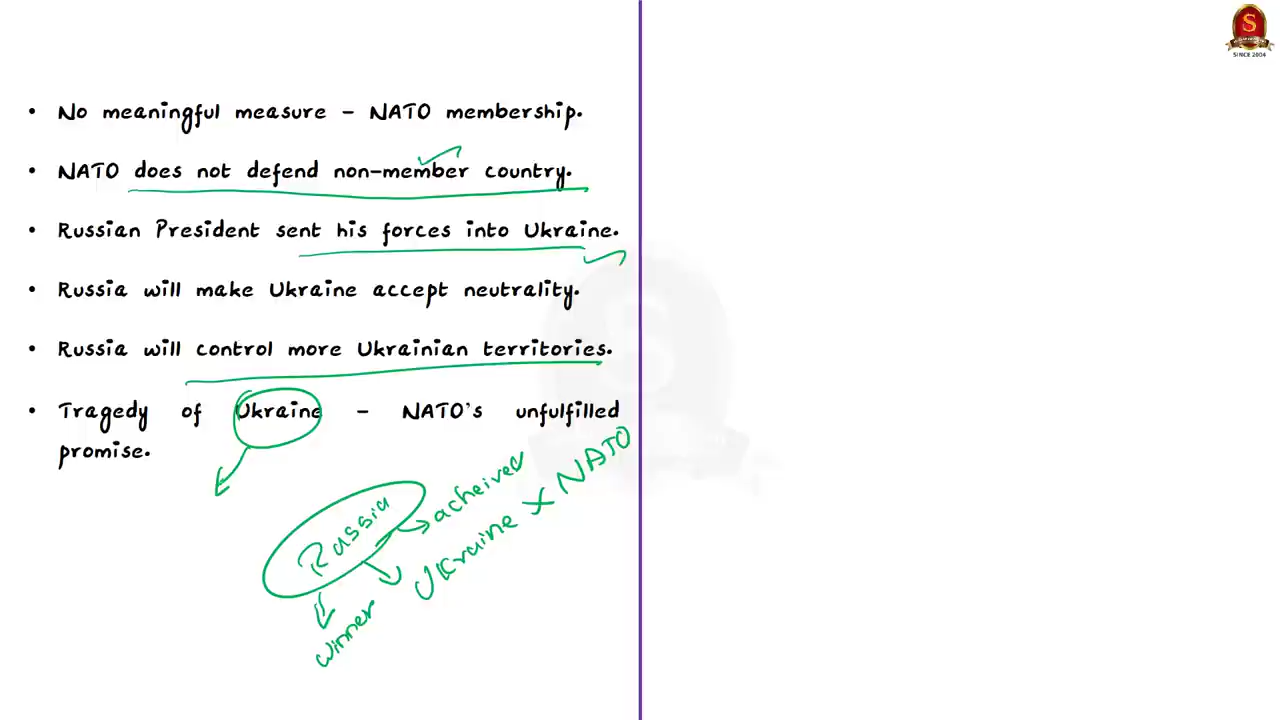 • No meaningful measure – NATO membership.
• NATO does not defend non-member country.
• Russian President sent his forces into Ukraine.
• Russia will make Ukraine accept neutrality.
• Russia will control more Ukrainian territories.
• Tragedy of Ukraine – NATO's unfulfilled
promise.
Russia
acheived
Ukraine X NATO
winner
S
SINCE 2004